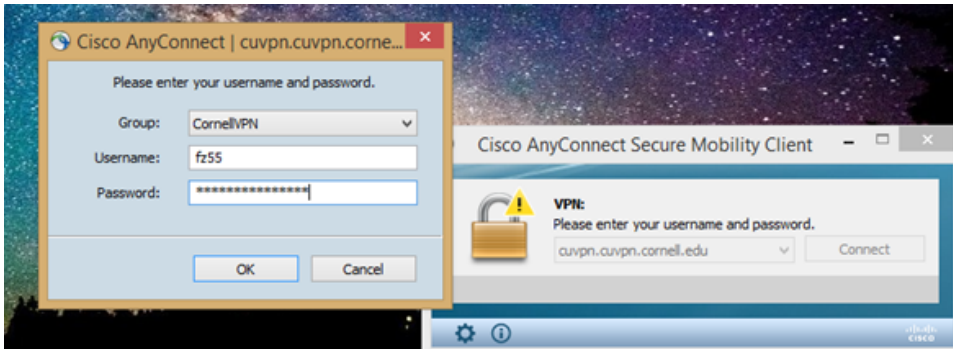 Cisco AnyConnect | cuvpn.cuvpn.corne...
Please enter your username and password.
Group: CornellVPN
Username: fz55
Password: ***************
OK Cancel
Cisco AnyConnect Secure Mobility Client
VPN:
Please enter your username and password.
cuvpn.cuvpn.cornell.edu Connect
CISCO